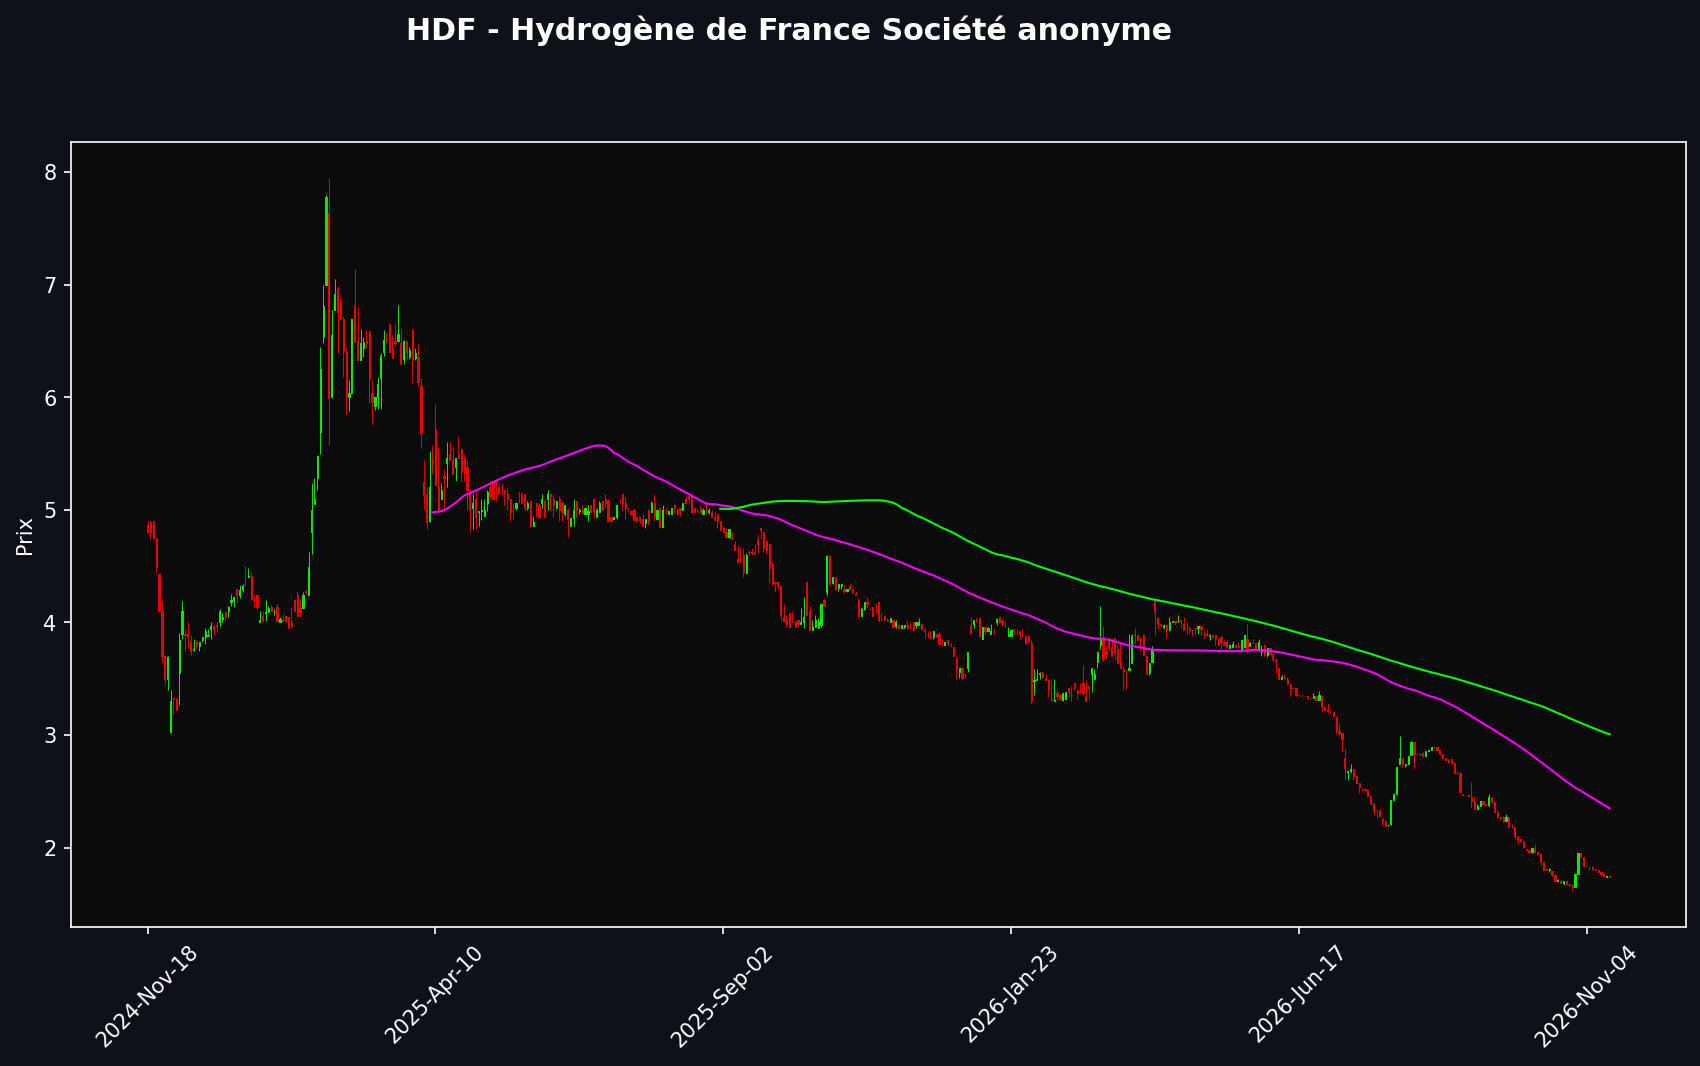 HDF - Hydrogène de France Société anonyme
8
7
6
5
4
3
2
Prix
2024-Nov-18
2025-Apr-10
2025-Sep-02
2026-Jan-23
2026-Jun-17
2026-Nov-04